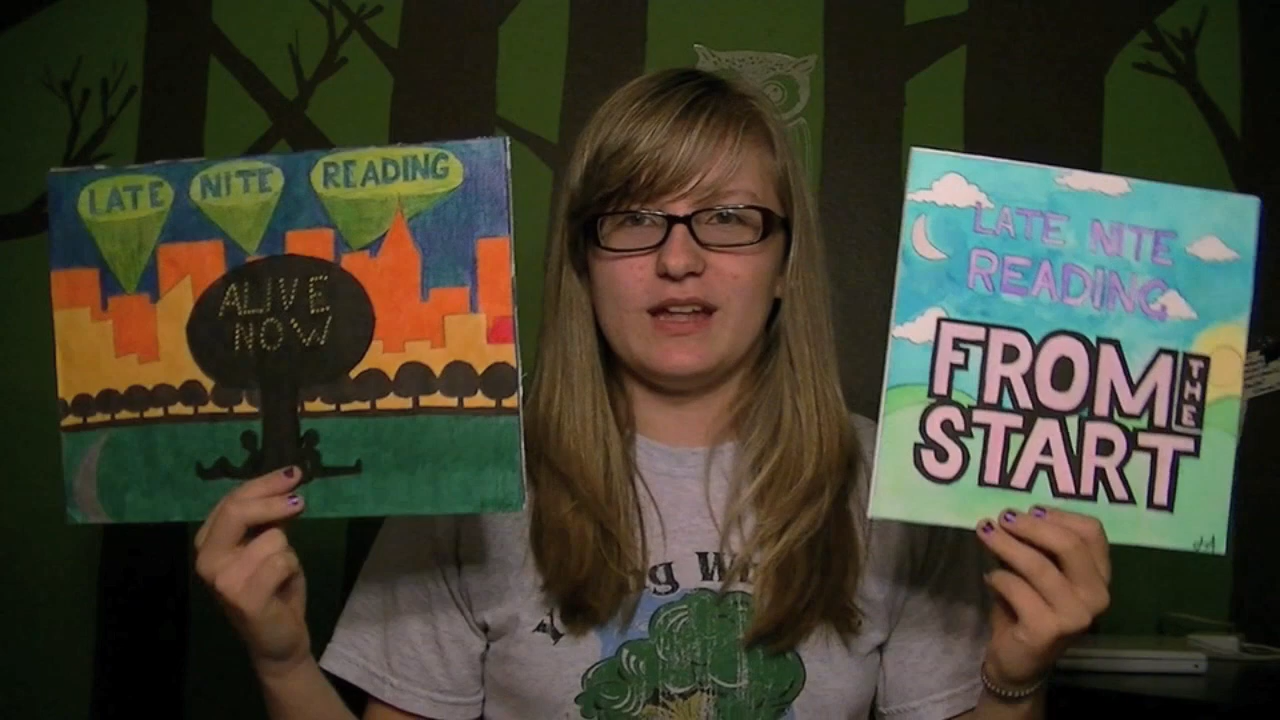 LATE NITE READING
ALIVE
NOW
LATE NITE
READING
FROM THE
START